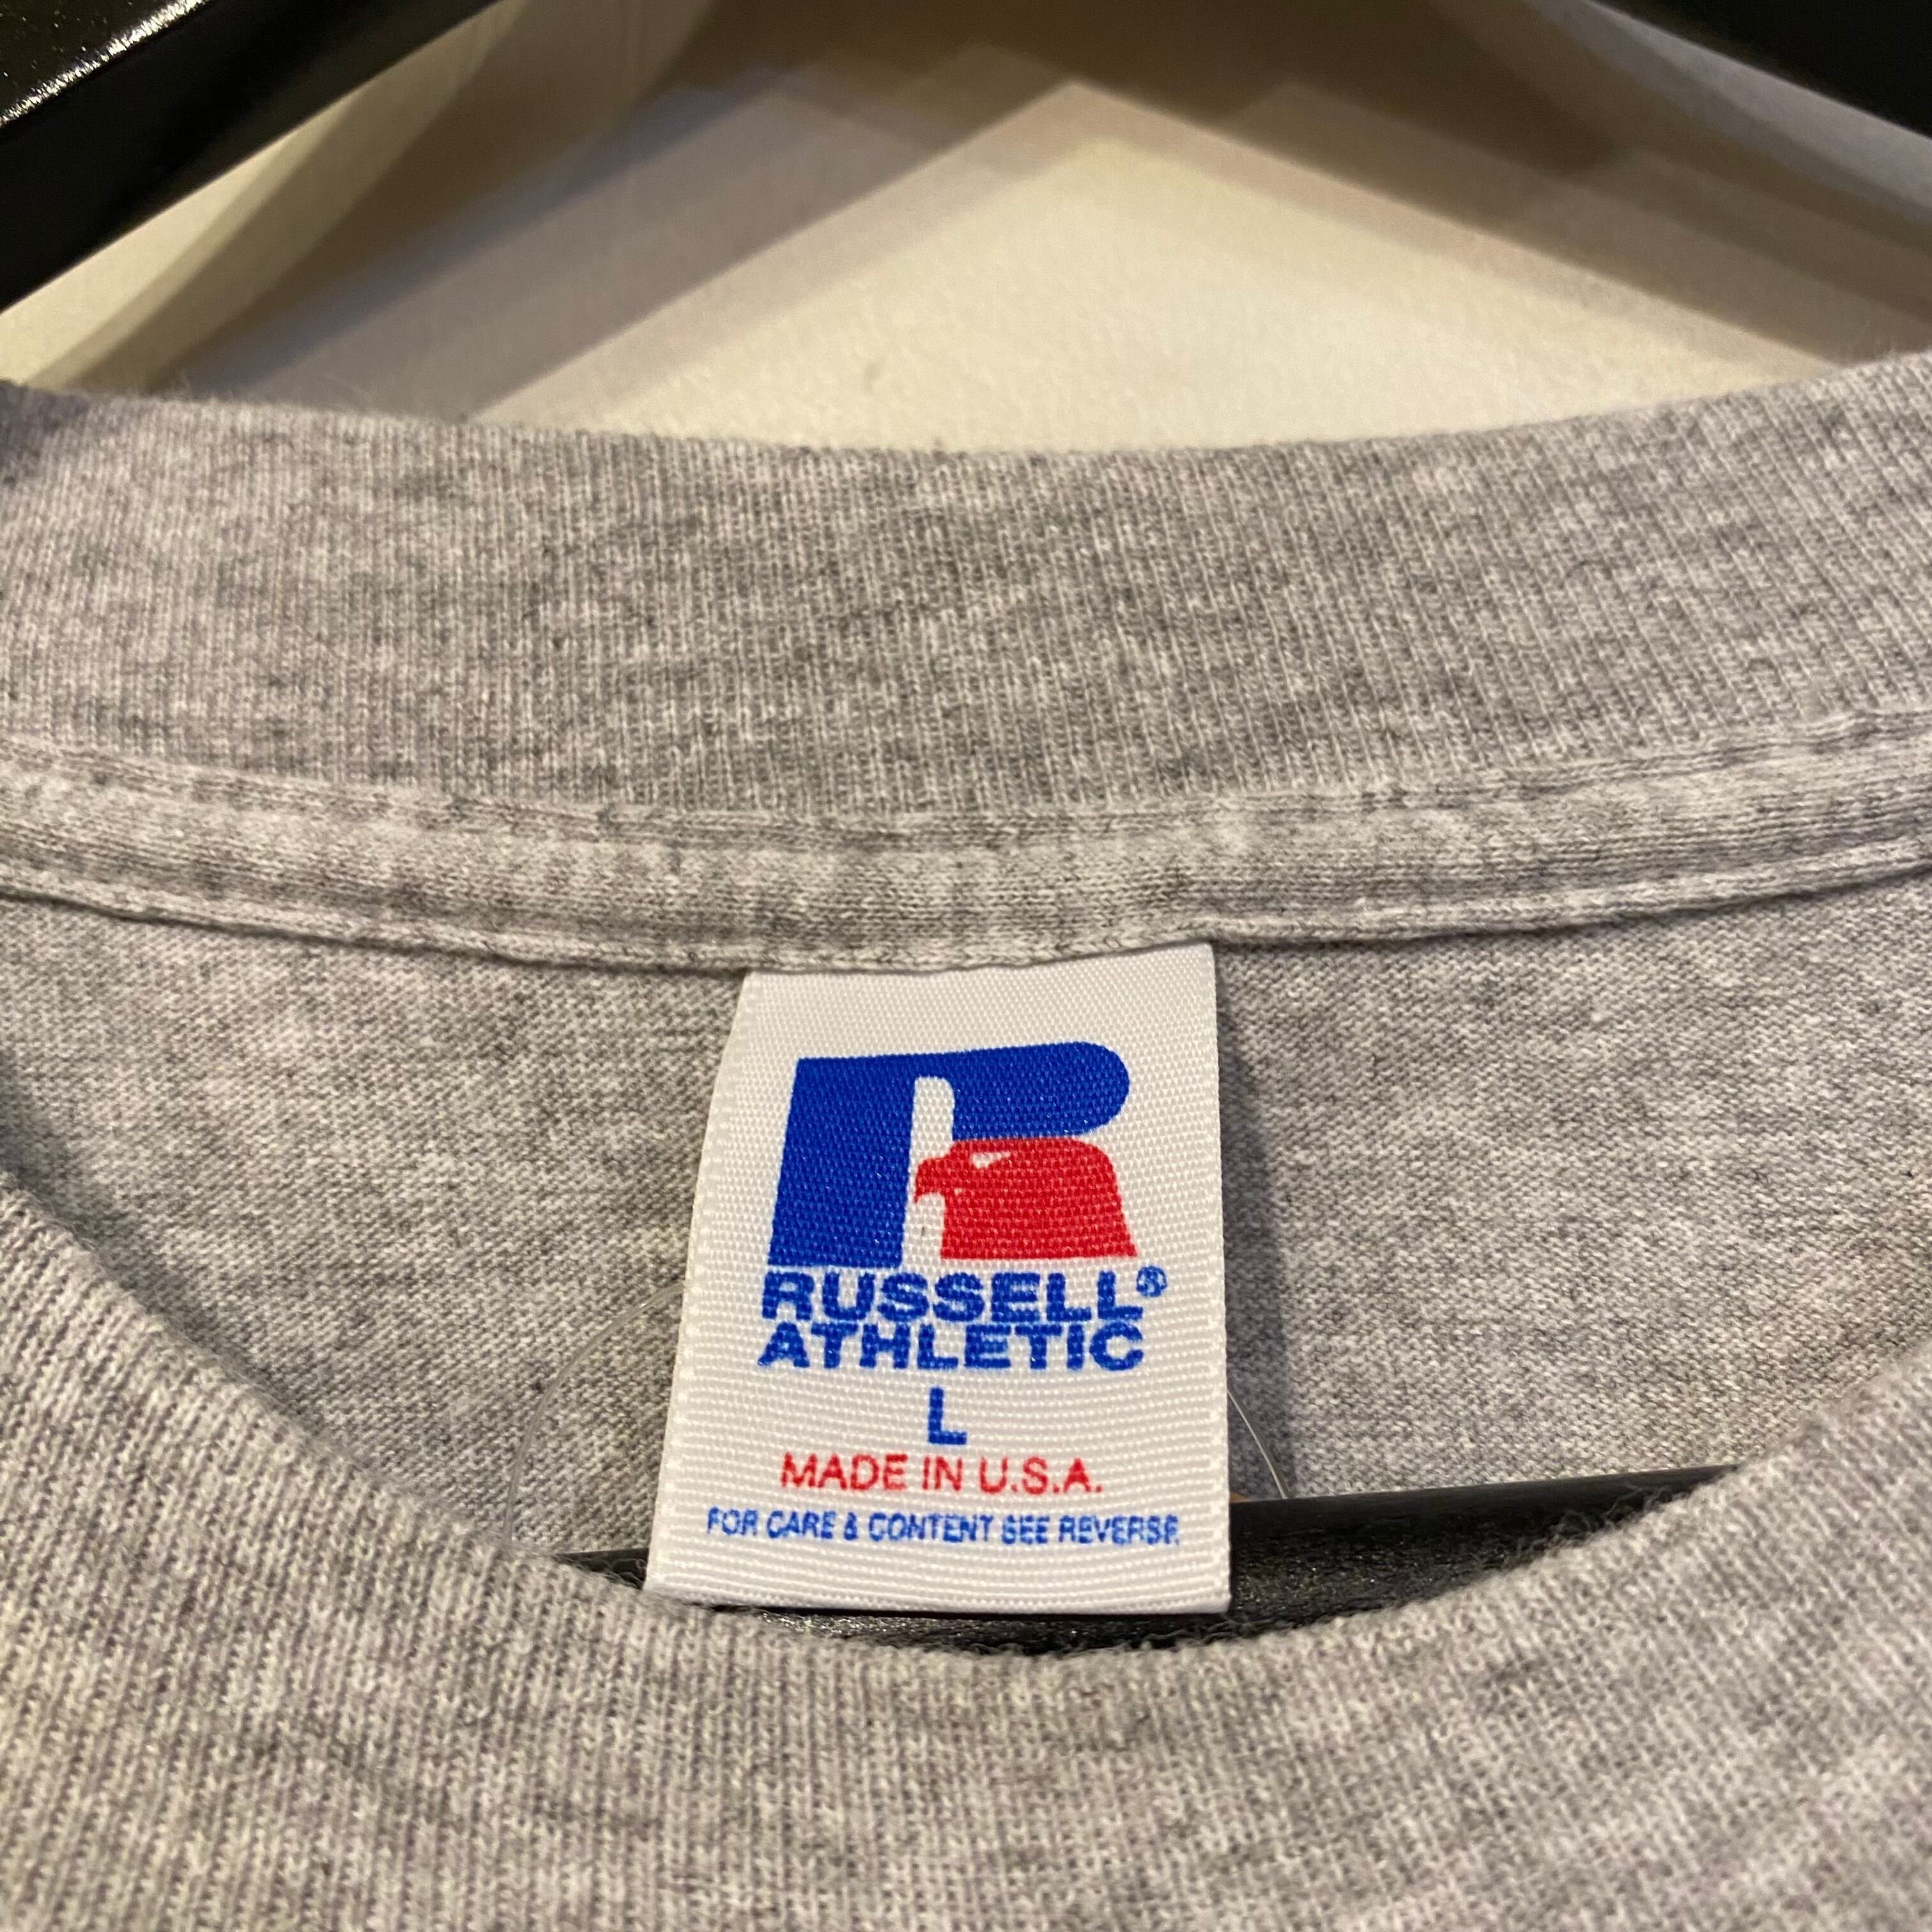 RUSSELL®
ATHLETIC
L
MADE IN U.S.A.
FOR CARE & CONTENT SEE REVERSE